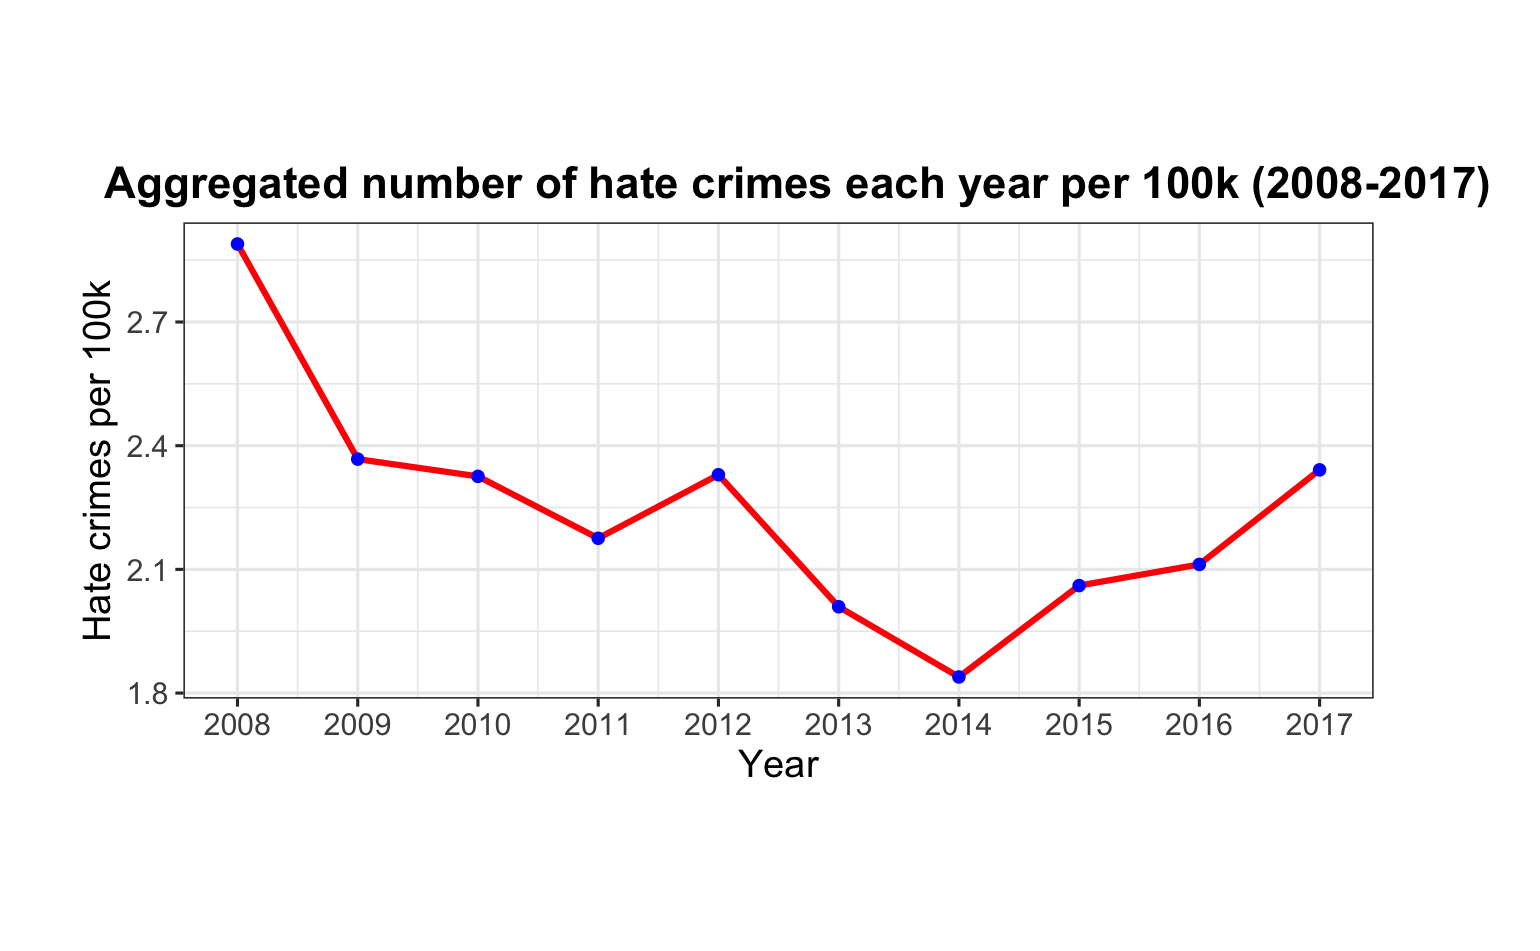 Aggregated number of hate crimes each year per 100k (2008-2017)
Hate crimes per 100k
2.7
2.4
2.1
1.8
2008 2009 2010 2011 2012 2013 2014 2015 2016 2017
Year